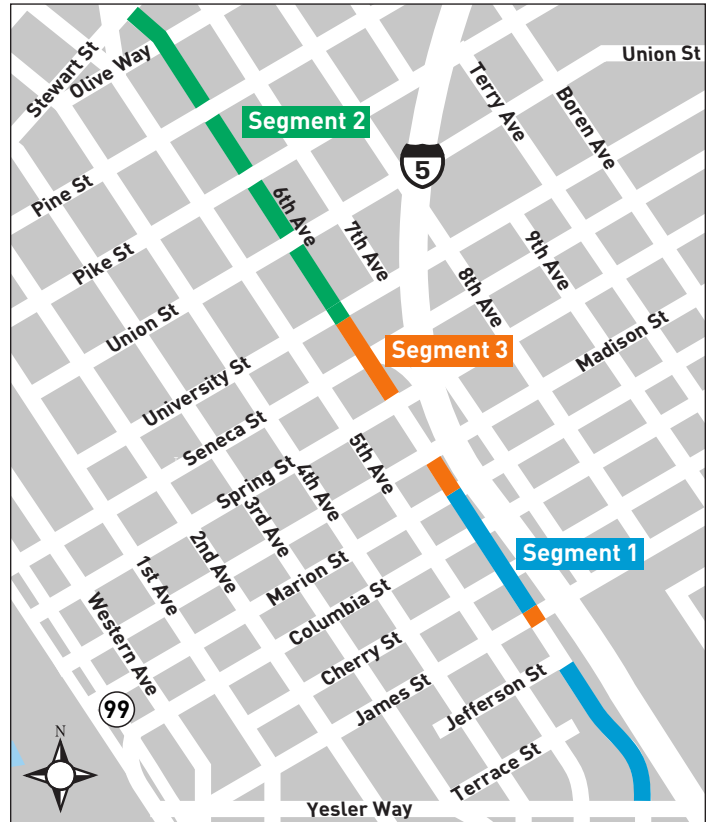 Stewart St
Olive Way
Union St
Terry Ave
Boren Ave
Segment 2
5
Pine St
6th Ave
7th Ave
Pike St
9th Ave
8th Ave
Union St
Madison St
Segment 3
University St
Seneca St
5th Ave
Spring St
4th Ave
3rd Ave
2nd Ave
Segment 1
1st Ave
Marion St
Columbia St
Western Ave
Cherry St
James St
Jefferson St
99
N
Terrace St
Yesler Way